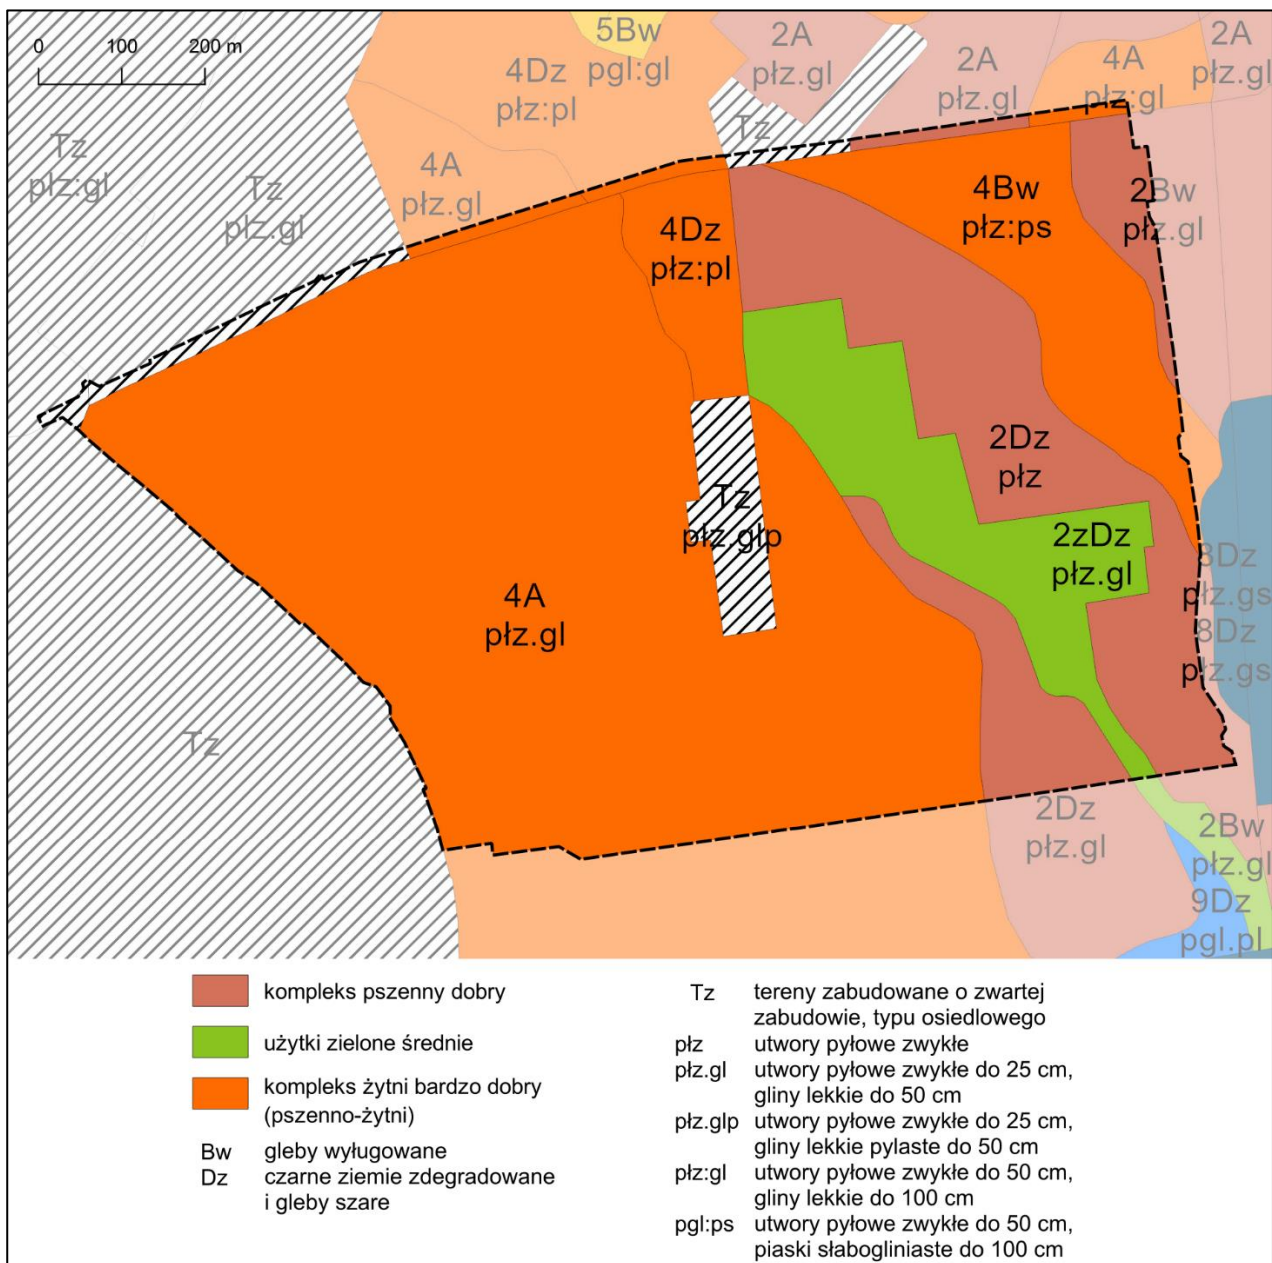 0 100 200 m
5Bw
pgl:gl
2A
płz.gl
4Dz
płz:pl
2A
płz.gl
4A
płz:gl
2A
płz.gl
Tz
Tz
płz:gl
Tz
płz.gl
4A
płz.gl
4Dz
płz:pl
4Bw
płz:ps
2Bw
płz.gl
2Dz
płz
Tz
płz.glp
2zDz
płz.gl
4A
płz.gl
8Dz
płz.gs
8Dz
płz.gs
Tz
2Dz
płz.gl
2Bw
płz.gl
9Dz
pgl.pl
kompleks pszenny dobry
użytki zielone średnie
kompleks żytni bardzo dobry
(pszenno-żytni)
Bw gleby wyługowane
Dz czarne ziemie zdegradowane
i gleby szare
Tz tereny zabudowane o zwartej
zabudowie, typu osiedlowego
płz utwory pyłowe zwykłe
płz.gl utwory pyłowe zwykłe do 25 cm,
gliny lekkie do 50 cm
płz.glp utwory pyłowe zwykłe do 25 cm,
gliny lekkie pylaste do 50 cm
płz:gl utwory pyłowe zwykłe do 50 cm,
gliny lekkie do 100 cm
pgl:ps utwory pyłowe zwykłe do 50 cm,
piaski słabogliniaste do 100 cm